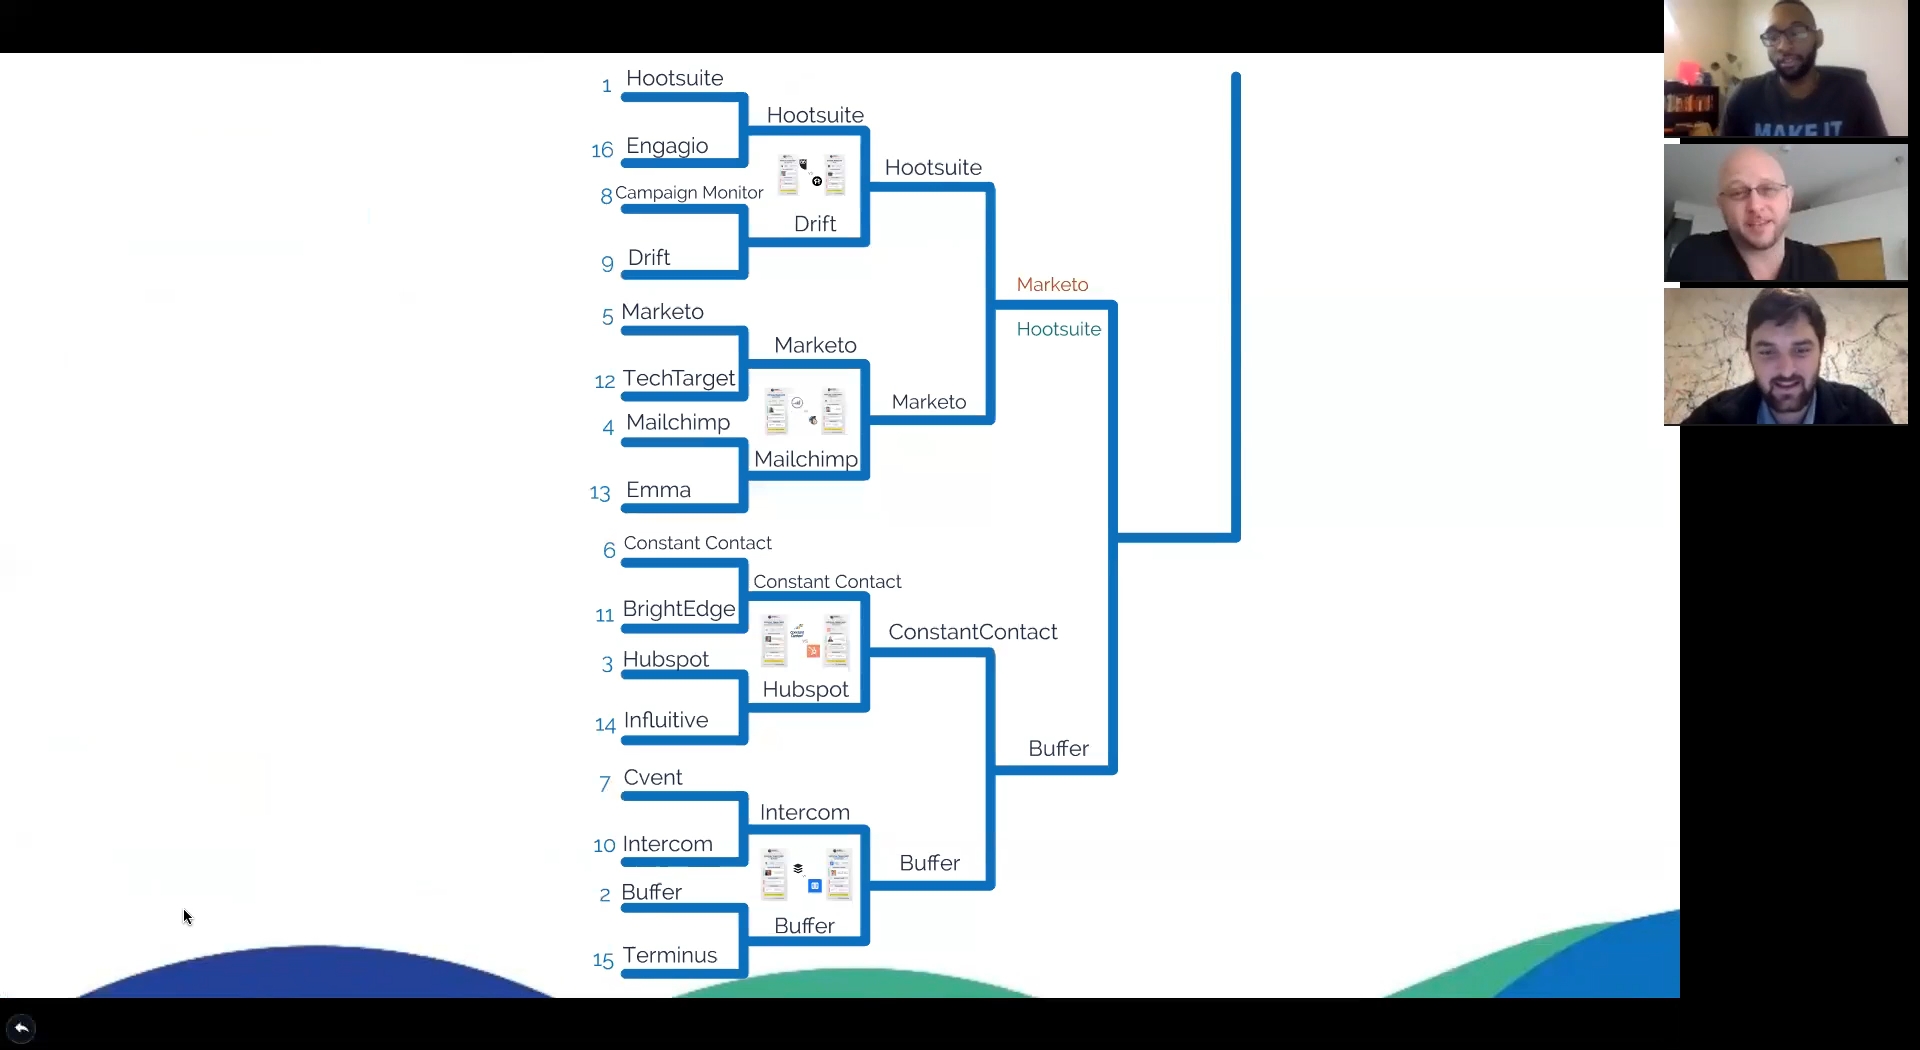 1 Hootsuite
Hootsuite
16 Engagio
Hootsuite
8 Campaign Monitor
Drift
9 Drift
5 Marketo
Marketo
12 TechTarget
Marketo
4 Mailchimp
Mailchimp
13 Emma
Marketo
Hootsuite
6 Constant Contact
Constant Contact
11 BrightEdge
ConstantContact
3 Hubspot
Hubspot
14 Influitive
7 Cvent
Intercom
10 Intercom
Buffer
2 Buffer
Buffer
15 Terminus
Buffer
MAKE IT